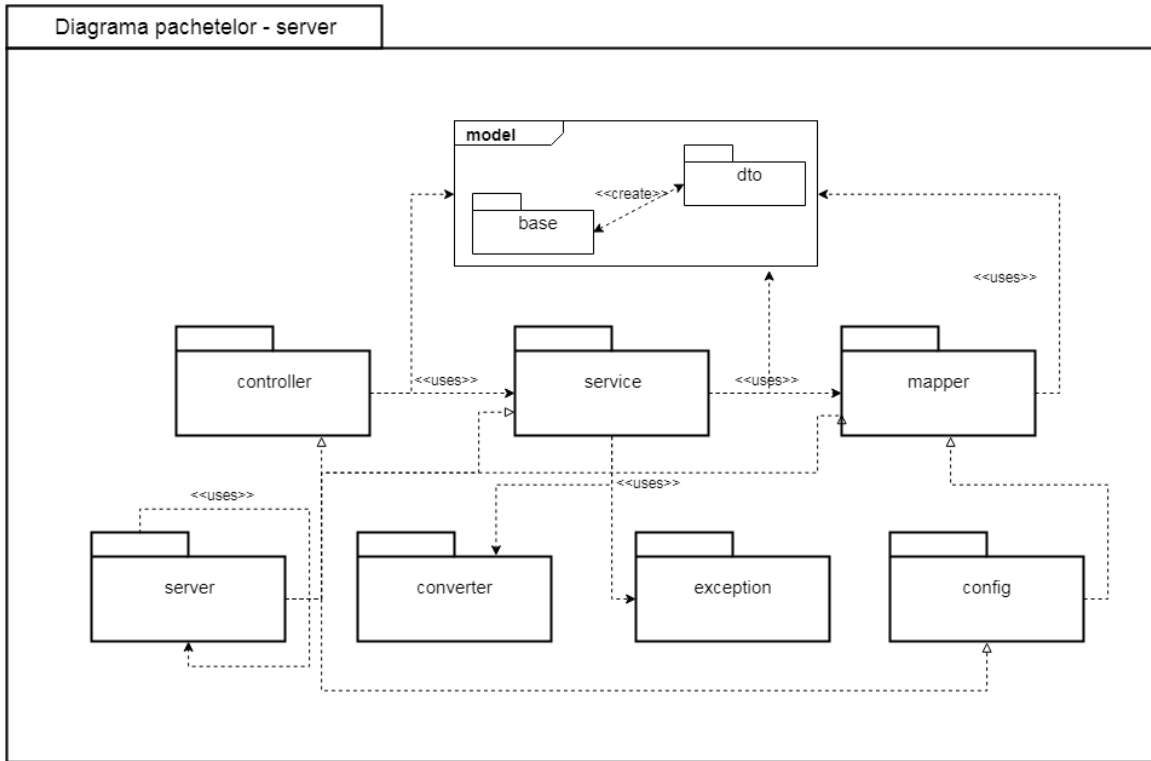 Diagrama pachetelor - server
model
dto
<<create>>
base
<<uses>>
controller
<<uses>>
service
<<uses>>
mapper
<<uses>>
<<uses>>
server
converter
exception
config